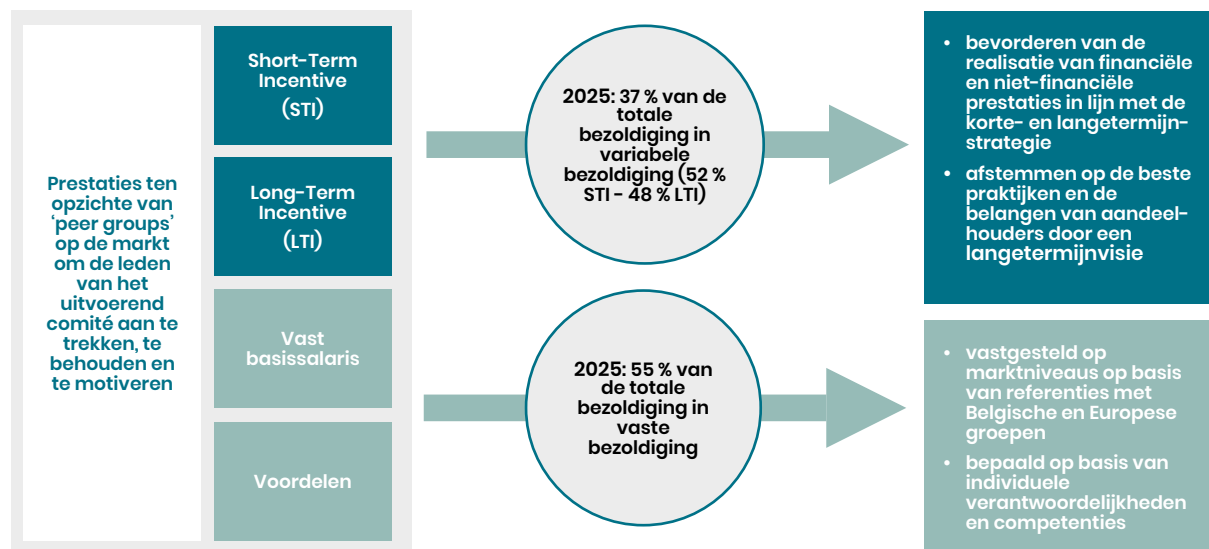 Prestaties ten
opzichte van
‘peer groups’
op de markt
om de leden
van het
uitvoerend
comité aan te
trekken, te
behouden en
te motiveren
Short-Term
Incentive
(STI)
Long-Term
Incentive
(LTI)
Vast
basissalaris
Voordelen
2025: 37 % van de
totale
bezoldiging in
variabele
bezoldiging (52 %
STI - 48 % LTI)
2025: 55 % van
de totale
bezoldiging in
vaste
bezoldiging
• bevorderen van de
realisatie van financiële
en niet-financiële
prestaties in lijn met de
korte- en langetermijn-
strategie
• afstemmen op de beste
praktijken en de
belangen van aandeel-
houders door een
langetermijnvisie
• vastgesteld op
marktniveaus op basis
van referenties met
Belgische en Europese
groepen
• bepaald op basis van
individuele
verantwoordelijkheden
en competenties